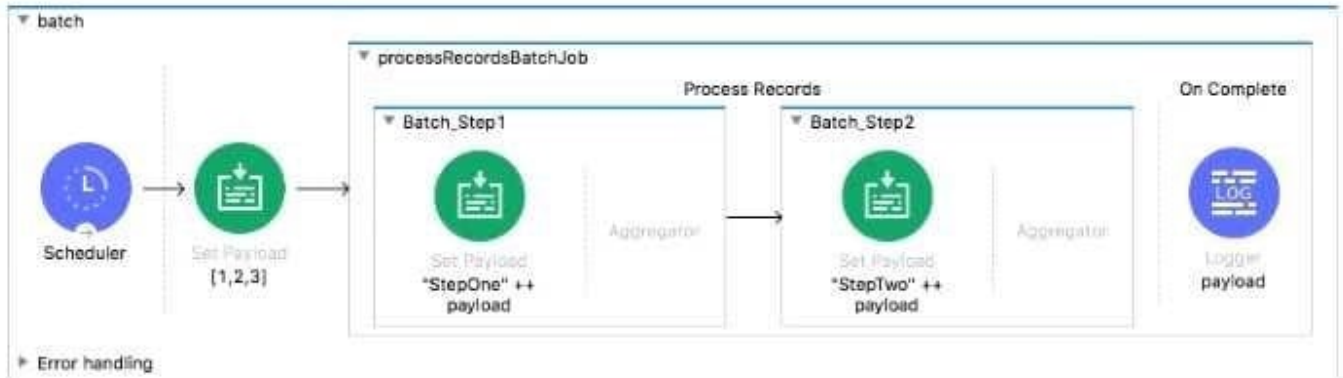 batch
processRecordsBatchJob
Process Records
On Complete
Batch_Step1
Batch_Step2
L
LOG
Scheduler
Set Payload
[1,2,3]
Set Payload
"StepOne" ++
payload
Aggregator
Set Payload
"StepTwo" ++
payload
Aggregator
Logger
payload
Error handling